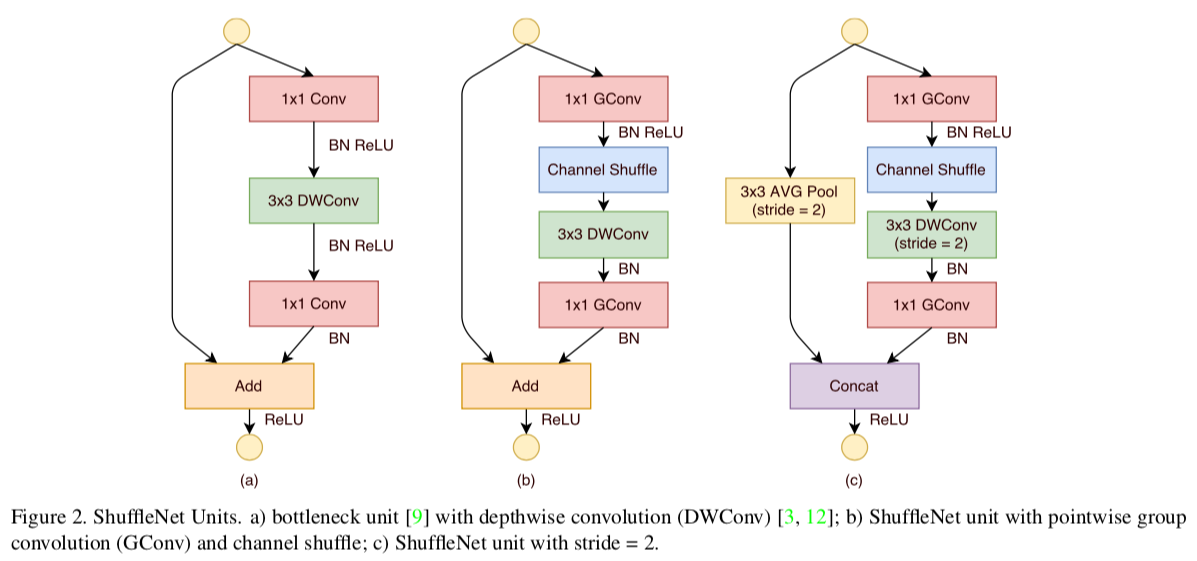 1x1 Conv
BN ReLU
3x3 DWConv
BN ReLU
1x1 Conv
BN
Add
ReLU
(a)
1x1 GConv
BN ReLU
Channel Shuffle
3x3 DWConv
BN
1x1 GConv
BN
Add
ReLU
(b)
3x3 AVG Pool
(stride = 2)
1x1 GConv
BN ReLU
Channel Shuffle
3x3 DWConv
(stride = 2)
BN
1x1 GConv
BN
Concat
ReLU
(c)
Figure 2. ShuffleNet Units. a) bottleneck unit [9] with depthwise convolution (DWConv) [3, 12]; b) ShuffleNet unit with pointwise group
convolution (GConv) and channel shuffle; c) ShuffleNet unit with stride = 2.